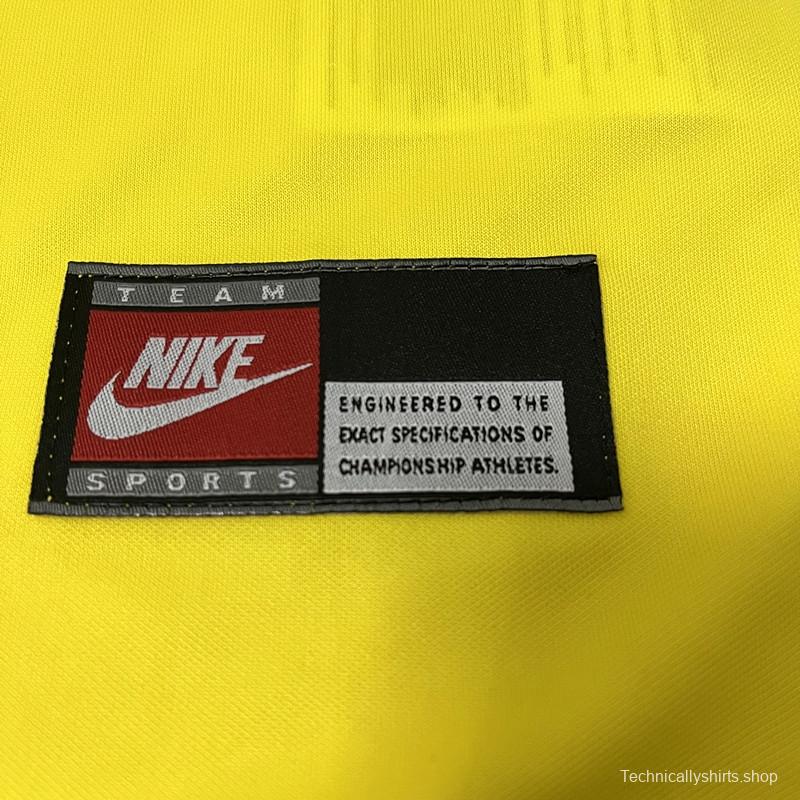 TEAM
NIKE
SPORTS
ENGINEERED TO THE
EXACT SPECIFICATIONS OF
CHAMPIONSHIP ATHLETES.
Technicallyshirts.shop